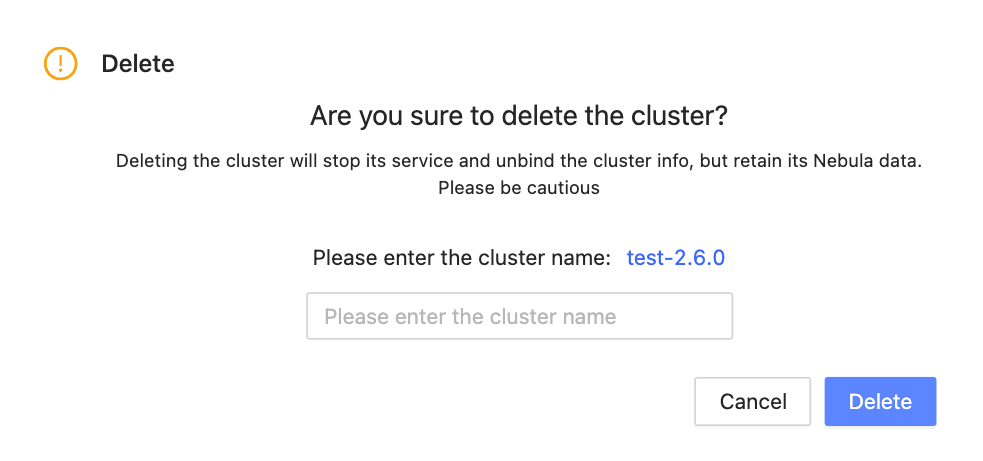 Delete
Are you sure to delete the cluster?
Deleting the cluster will stop its service and unbind the cluster info, but retain its Nebula data.
Please be cautious
Please enter the cluster name: test-2.6.0
Please enter the cluster name
Cancel Delete